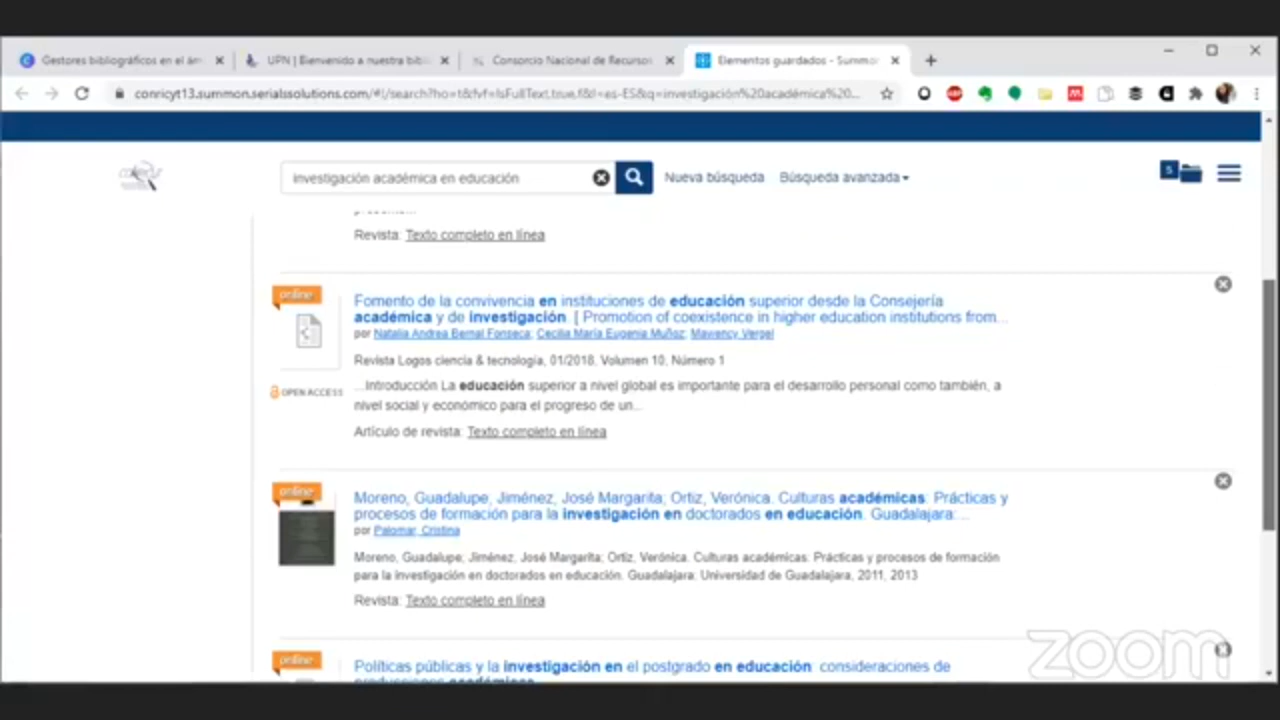 Gestores bibliográficos en el ám
UPN | Bienvenido a nuestra bibl
Consorcio Nacional de Recursos
Elementos guardados - Summon
conricyt13.summon.serialssolutions.com/#!/search?ho=t&fvf=IsFullText,true,f&l=es-ES&q=investigación%20académica%20...
investigación académica en educación
Nueva búsqueda
Búsqueda avanzada
5
Revista: Texto completo en línea
online
Fomento de la convivencia en instituciones de educación superior desde la Consejería
académica y de investigación. [ Promotion of coexistence in higher education institutions from...
por Natalia Andrea Bernal Fonseca; Cecilia María Eugenia Muñoz; Mawency Vergel
Revista Logos ciencia & tecnología, 01/2018, Volumen 10, Número 1
OPEN ACCESS
...Introducción La educación superior a nivel global es importante para el desarrollo personal como también, a
nivel social y económico para el progreso de un...
Artículo de revista: Texto completo en línea
online
Moreno, Guadalupe, Jiménez, José Margarita; Ortiz, Verónica. Culturas académicas: Prácticas y
procesos de formación para la investigación en doctorados en educación. Guadalajara:...
por Palomar, Cristina
Moreno, Guadalupe; Jiménez, José Margarita; Ortiz, Verónica. Culturas académicas: Prácticas y procesos de formación
para la investigación en doctorados en educación. Guadalajara: Universidad de Guadalajara, 2011, 2013
Revista: Texto completo en línea
online
Políticas públicas y la investigación en el postgrado en educación: consideraciones de
producciones académicas
zoom